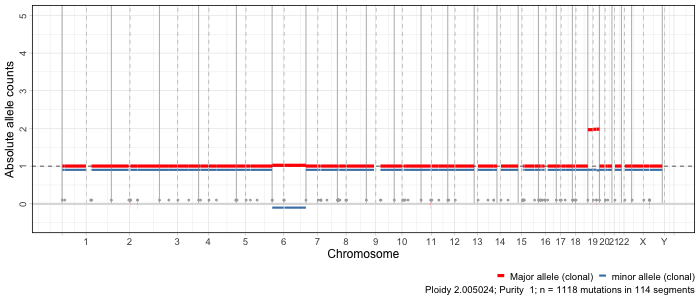 Absolute allele counts
5
4
3
2
1
0
1 2 3 4 5 6 7 8 9 10 11 12 13 14 15 16 17 18 19 20 21 22 X Y
Chromosome
Major allele (clonal) minor allele (clonal)
Ploidy 2.005024; Purity 1; n = 1118 mutations in 114 segments